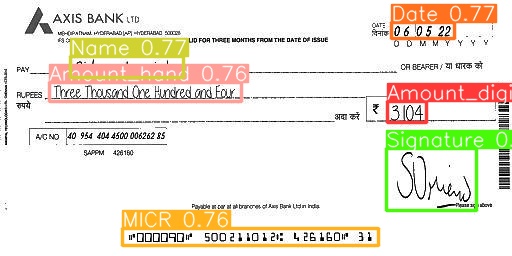 AXIS BANK LTD
Date 0.77
DATE
दिनांक 0 6 0 5 2 2
D D M M Y Y Y Y
MEHDIPATNAM, HYDERABAD [AP] HYDERABAD 500028
Name 0.77
LID FOR THREE MONTHS FROM THE DATE OF ISSUE
PAY
OR BEARER / या धारक को
Amount_hand 0.76
RUPEES Three Thousand One Hundred and Four
रुपये
अदा करें
Amount_digi
₹ 3,104
A/C NO 40 954 404 4500 006262 85
SAPPM 426160
Signature 0.
Payable at par at all branches of Axis Bank Ltd in India.
Please sign above
MICR 0.76
⑈000090⑈ 500211012⑆ 426160⑈ 31